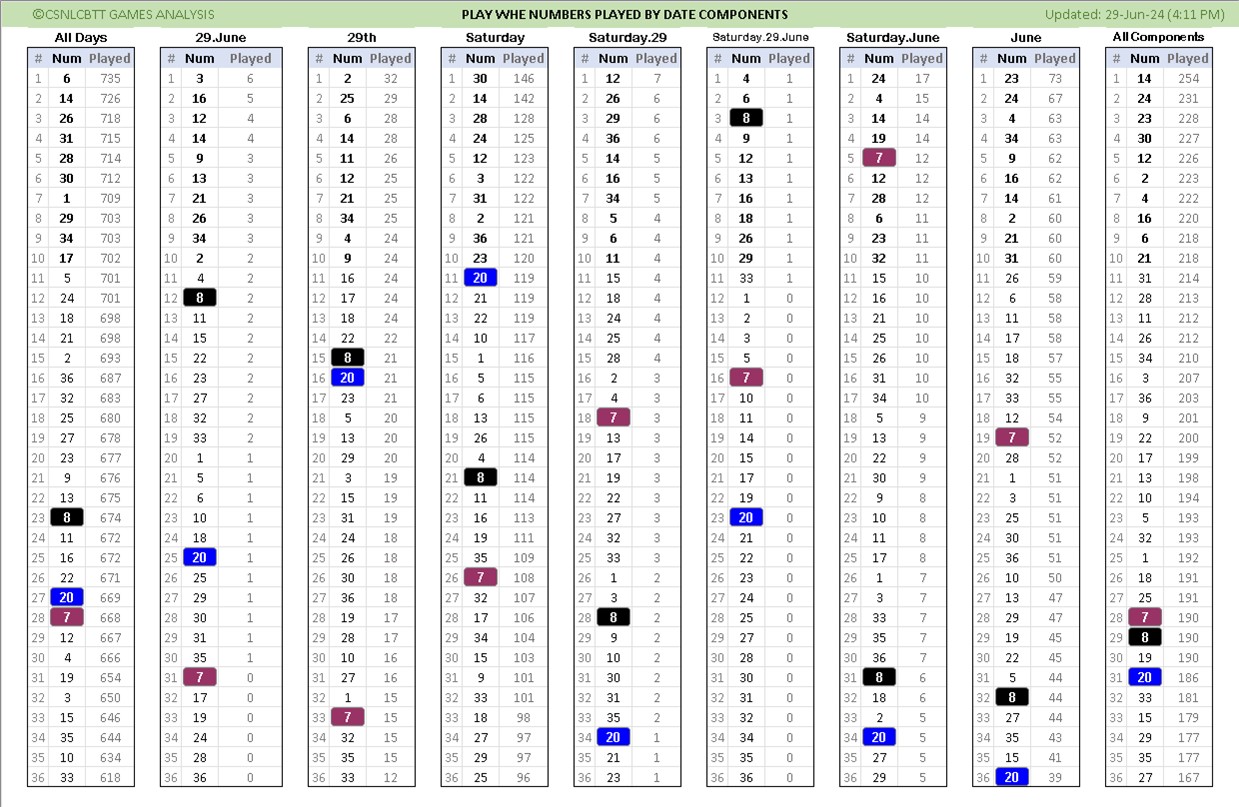 ©CSNLCBTT GAMES ANALYSIS PLAY WHE NUMBERS PLAYED BY DATE COMPONENTS Updated: 29-Jun-24 (4:11 PM)
All Days 29.June 29th Saturday Saturday.29 Saturday.29.June Saturday.June June All Components
# Num Played # Num Played # Num Played # Num Played # Num Played # Num Played # Num Played # Num Played # Num Played
1 6 735 1 3 6 1 2 32 1 30 146 1 12 7 1 4 1 1 24 17 1 23 73 1 14 254
2 14 726 2 16 5 2 25 29 2 14 142 2 26 6 2 6 1 2 4 15 2 24 67 2 24 231
3 26 718 3 12 4 3 6 28 3 28 128 3 29 6 3 8 1 3 14 14 3 4 63 3 23 228
4 31 715 4 14 4 4 14 28 4 24 125 4 36 6 4 9 1 4 19 14 4 34 63 4 30 227
5 28 714 5 9 3 5 11 26 5 12 123 5 14 5 5 12 1 5 7 12 5 9 62 5 12 226
6 30 712 6 13 3 6 12 25 6 3 122 6 16 5 6 13 1 6 12 12 6 16 62 6 2 223
7 1 709 7 21 3 7 21 25 7 31 122 7 34 5 7 16 1 7 28 12 7 14 61 7 4 222
8 29 703 8 26 3 8 34 25 8 2 121 8 5 4 8 18 1 8 6 11 8 2 60 8 16 220
9 34 703 9 34 3 9 4 24 9 36 121 9 6 4 9 26 1 9 23 11 9 21 60 9 6 218
10 17 702 10 2 2 10 9 24 10 23 120 10 11 4 10 29 1 10 32 11 10 31 60 10 21 218
11 5 701 11 4 2 11 16 24 11 20 119 11 15 4 11 33 1 11 15 10 11 26 59 11 31 214
12 24 701 12 8 2 12 17 24 12 21 119 12 18 4 12 1 0 12 16 10 12 6 58 12 28 213
13 18 698 13 11 2 13 18 24 13 22 119 13 24 4 13 2 0 13 21 10 13 11 58 13 11 212
14 21 698 14 15 2 14 22 22 14 10 117 14 25 4 14 3 0 14 25 10 14 17 58 14 26 212
15 2 693 15 22 2 15 8 21 15 1 116 15 28 4 15 5 0 15 26 10 15 18 57 15 34 210
16 36 687 16 23 2 16 20 21 16 5 115 16 2 3 16 7 0 16 31 10 16 32 55 16 3 207
17 32 683 17 27 2 17 23 21 17 6 115 17 4 3 17 10 0 17 34 10 17 33 55 17 36 203
18 25 680 18 32 2 18 5 20 18 13 115 18 7 3 18 11 0 18 5 9 18 12 54 18 9 201
19 27 678 19 33 2 19 13 20 19 26 115 19 13 3 19 14 0 19 13 9 19 7 52 19 22 200
20 23 677 20 1 1 20 29 20 20 4 114 20 17 3 20 15 0 20 22 9 20 28 52 20 17 199
21 9 676 21 5 1 21 3 19 21 8 114 21 19 3 21 17 0 21 30 9 21 1 51 21 13 198
22 13 675 22 6 1 22 15 19 22 11 114 22 22 3 22 19 0 22 9 8 22 3 51 22 10 194
23 8 674 23 10 1 23 31 19 23 16 113 23 27 3 23 20 0 23 10 8 23 25 51 23 5 193
24 11 672 24 18 1 24 24 18 24 19 111 24 32 3 24 21 0 24 11 8 24 30 51 24 32 193
25 16 672 25 20 1 25 26 18 25 35 109 25 33 3 25 22 0 25 17 8 25 36 51 25 1 192
26 22 671 26 25 1 26 30 18 26 7 108 26 1 2 26 23 0 26 1 7 26 10 50 26 18 191
27 20 669 27 29 1 27 36 18 27 32 107 27 3 2 27 24 0 27 3 7 27 13 47 27 25 191
28 7 668 28 30 1 28 19 17 28 17 106 28 8 2 28 25 0 28 33 7 28 29 47 28 7 190
29 12 667 29 31 1 29 28 17 29 34 104 29 9 2 29 27 0 29 35 7 29 19 45 29 8 190
30 4 666 30 35 1 30 10 16 30 15 103 30 10 2 30 28 0 30 36 7 30 22 45 30 19 190
31 19 654 31 7 0 31 27 16 31 9 101 31 30 2 31 30 0 31 8 6 31 5 44 31 20 186
32 3 650 32 17 0 32 1 15 32 33 101 32 31 2 32 31 0 32 18 6 32 8 44 32 33 181
33 15 646 33 19 0 33 7 15 33 18 98 33 35 2 33 32 0 33 2 5 33 27 44 33 15 179
34 35 644 34 24 0 34 32 15 34 27 97 34 20 1 34 34 0 34 20 5 34 35 43 34 29 177
35 10 634 35 28 0 35 33 15 35 29 97 35 21 1 35 35 0 35 27 5 35 15 41 35 35 177
36 33 618 36 36 0 36 33 12 36 25 96 36 23 1 36 36 0 36 29 5 36 20 39 36 27 167